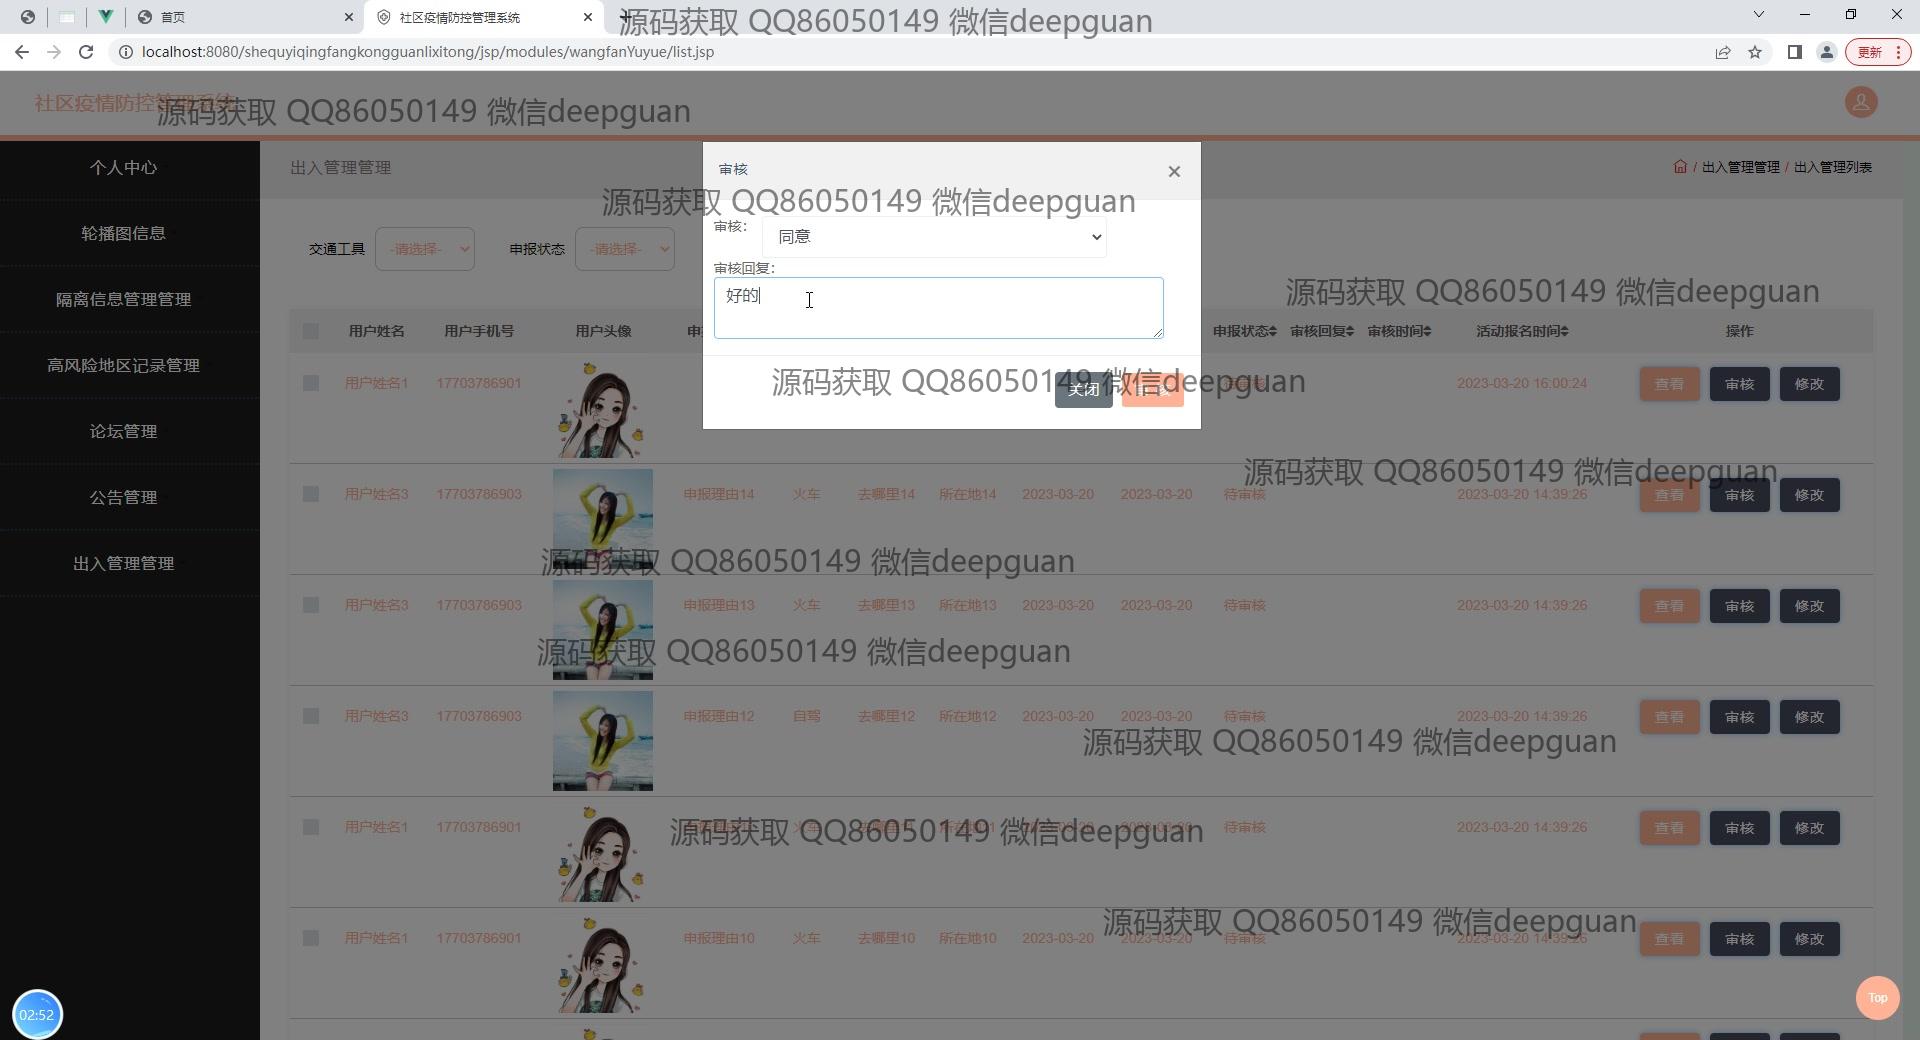 首页
社区疫情防控管理系统
源码获取 QQ86050149 微信deepguan
localhost:8080/shequyiqingfangkongguanlixitong/jsp/modules/wangfanYuyue/list.jsp
更新
社区疫情防控管理系统
源码获取 QQ86050149 微信deepguan
个人中心
出入管理管理
审核
/ 出入管理管理 / 出入管理列表
源码获取 QQ86050149 微信deepguan
轮播图信息
交通工具 -请选择- 申报状态 -请选择-
审核:
同意
审核回复:
好的
隔离信息管理管理
源码获取 QQ86050149 微信deepguan
用户姓名 用户手机号 用户头像 申 申报状态 审核回复 审核时间 活动报名时间 操作
高风险地区记录管理
源码获取 QQ86050149 微信deepguan
关闭
用户姓名1 17703786901 2023-03-20 16:00:24 查看 审核 修改
论坛管理
源码获取 QQ86050149 微信deepguan
公告管理
用户姓名3 17703786903 申报理由14 火车 去哪里14 所在地14 2023-03-20 2023-03-20 待审核 2023-03-20 14:39:26 查看 审核 修改
出入管理管理
源码获取 QQ86050149 微信deepguan
用户姓名3 17703786903 申报理由13 火车 去哪里13 所在地13 2023-03-20 2023-03-20 待审核 2023-03-20 14:39:26 查看 审核 修改
源码获取 QQ86050149 微信deepguan
用户姓名3 17703786903 申报理由12 自驾 去哪里12 所在地12 2023-03-20 2023-03-20 待审核 2023-03-20 14:39:26 查看 审核 修改
源码获取 QQ86050149 微信deepguan
用户姓名1 17703786901 待审核 2023-03-20 14:39:26 查看 审核 修改
源码获取 QQ86050149 微信deepguan
源码获取 QQ86050149 微信deepguan
用户姓名1 17703786901 申报理由10 火车 去哪里10 所在地10 2023-03-20 2023-03-20 待审核 2023-03-20 14:39:26 查看 审核 修改
Top
02:52